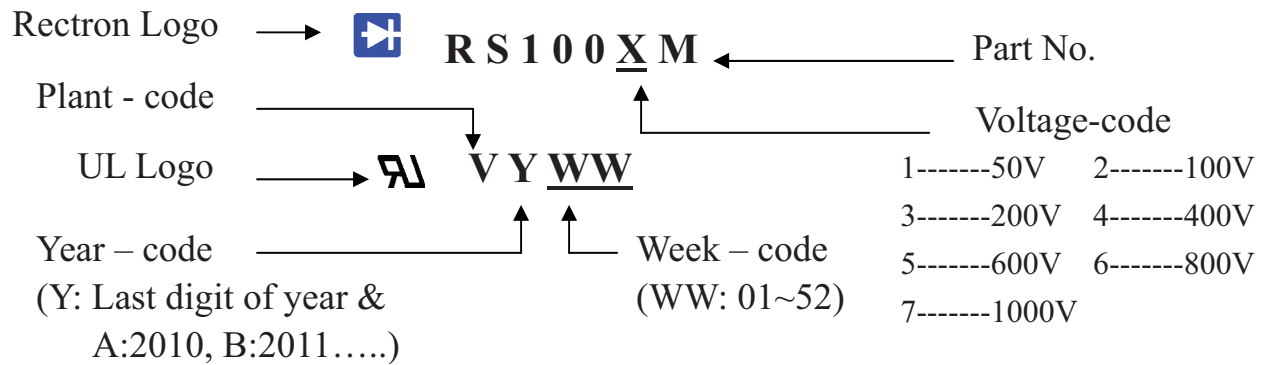 Rectron Logo
R S 1 0 0 X M
Part No.
Plant - code
Voltage-code
UL Logo
V Y WW
1-------50V 2-------100V
3-------200V 4-------400V
Year – code
Week – code
5-------600V 6-------800V
(Y: Last digit of year &
(WW: 01~52)
7-------1000V
A:2010, B:2011…..)